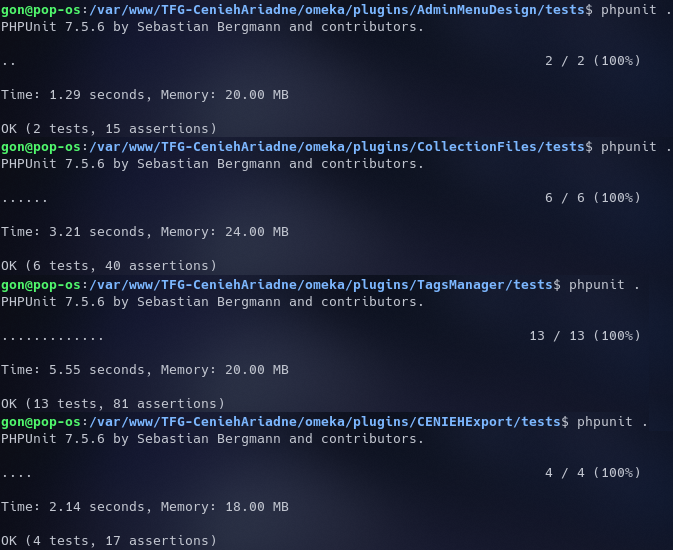 gon@pop-os:/var/www/TFG-CeniehAriadne/omeka/plugins/AdminMenuDesign/tests$ phpunit .
PHPUnit 7.5.6 by Sebastian Bergmann and contributors.
.. 2 / 2 (100%)
Time: 1.29 seconds, Memory: 20.00 MB
OK (2 tests, 15 assertions)
gon@pop-os:/var/www/TFG-CeniehAriadne/omeka/plugins/CollectionFiles/tests$ phpunit .
PHPUnit 7.5.6 by Sebastian Bergmann and contributors.
...... 6 / 6 (100%)
Time: 3.21 seconds, Memory: 24.00 MB
OK (6 tests, 40 assertions)
gon@pop-os:/var/www/TFG-CeniehAriadne/omeka/plugins/TagsManager/tests$ phpunit .
PHPUnit 7.5.6 by Sebastian Bergmann and contributors.
............. 13 / 13 (100%)
Time: 5.55 seconds, Memory: 20.00 MB
OK (13 tests, 81 assertions)
gon@pop-os:/var/www/TFG-CeniehAriadne/omeka/plugins/CENIEHExport/tests$ phpunit .
PHPUnit 7.5.6 by Sebastian Bergmann and contributors.
.... 4 / 4 (100%)
Time: 2.14 seconds, Memory: 18.00 MB
OK (4 tests, 17 assertions)